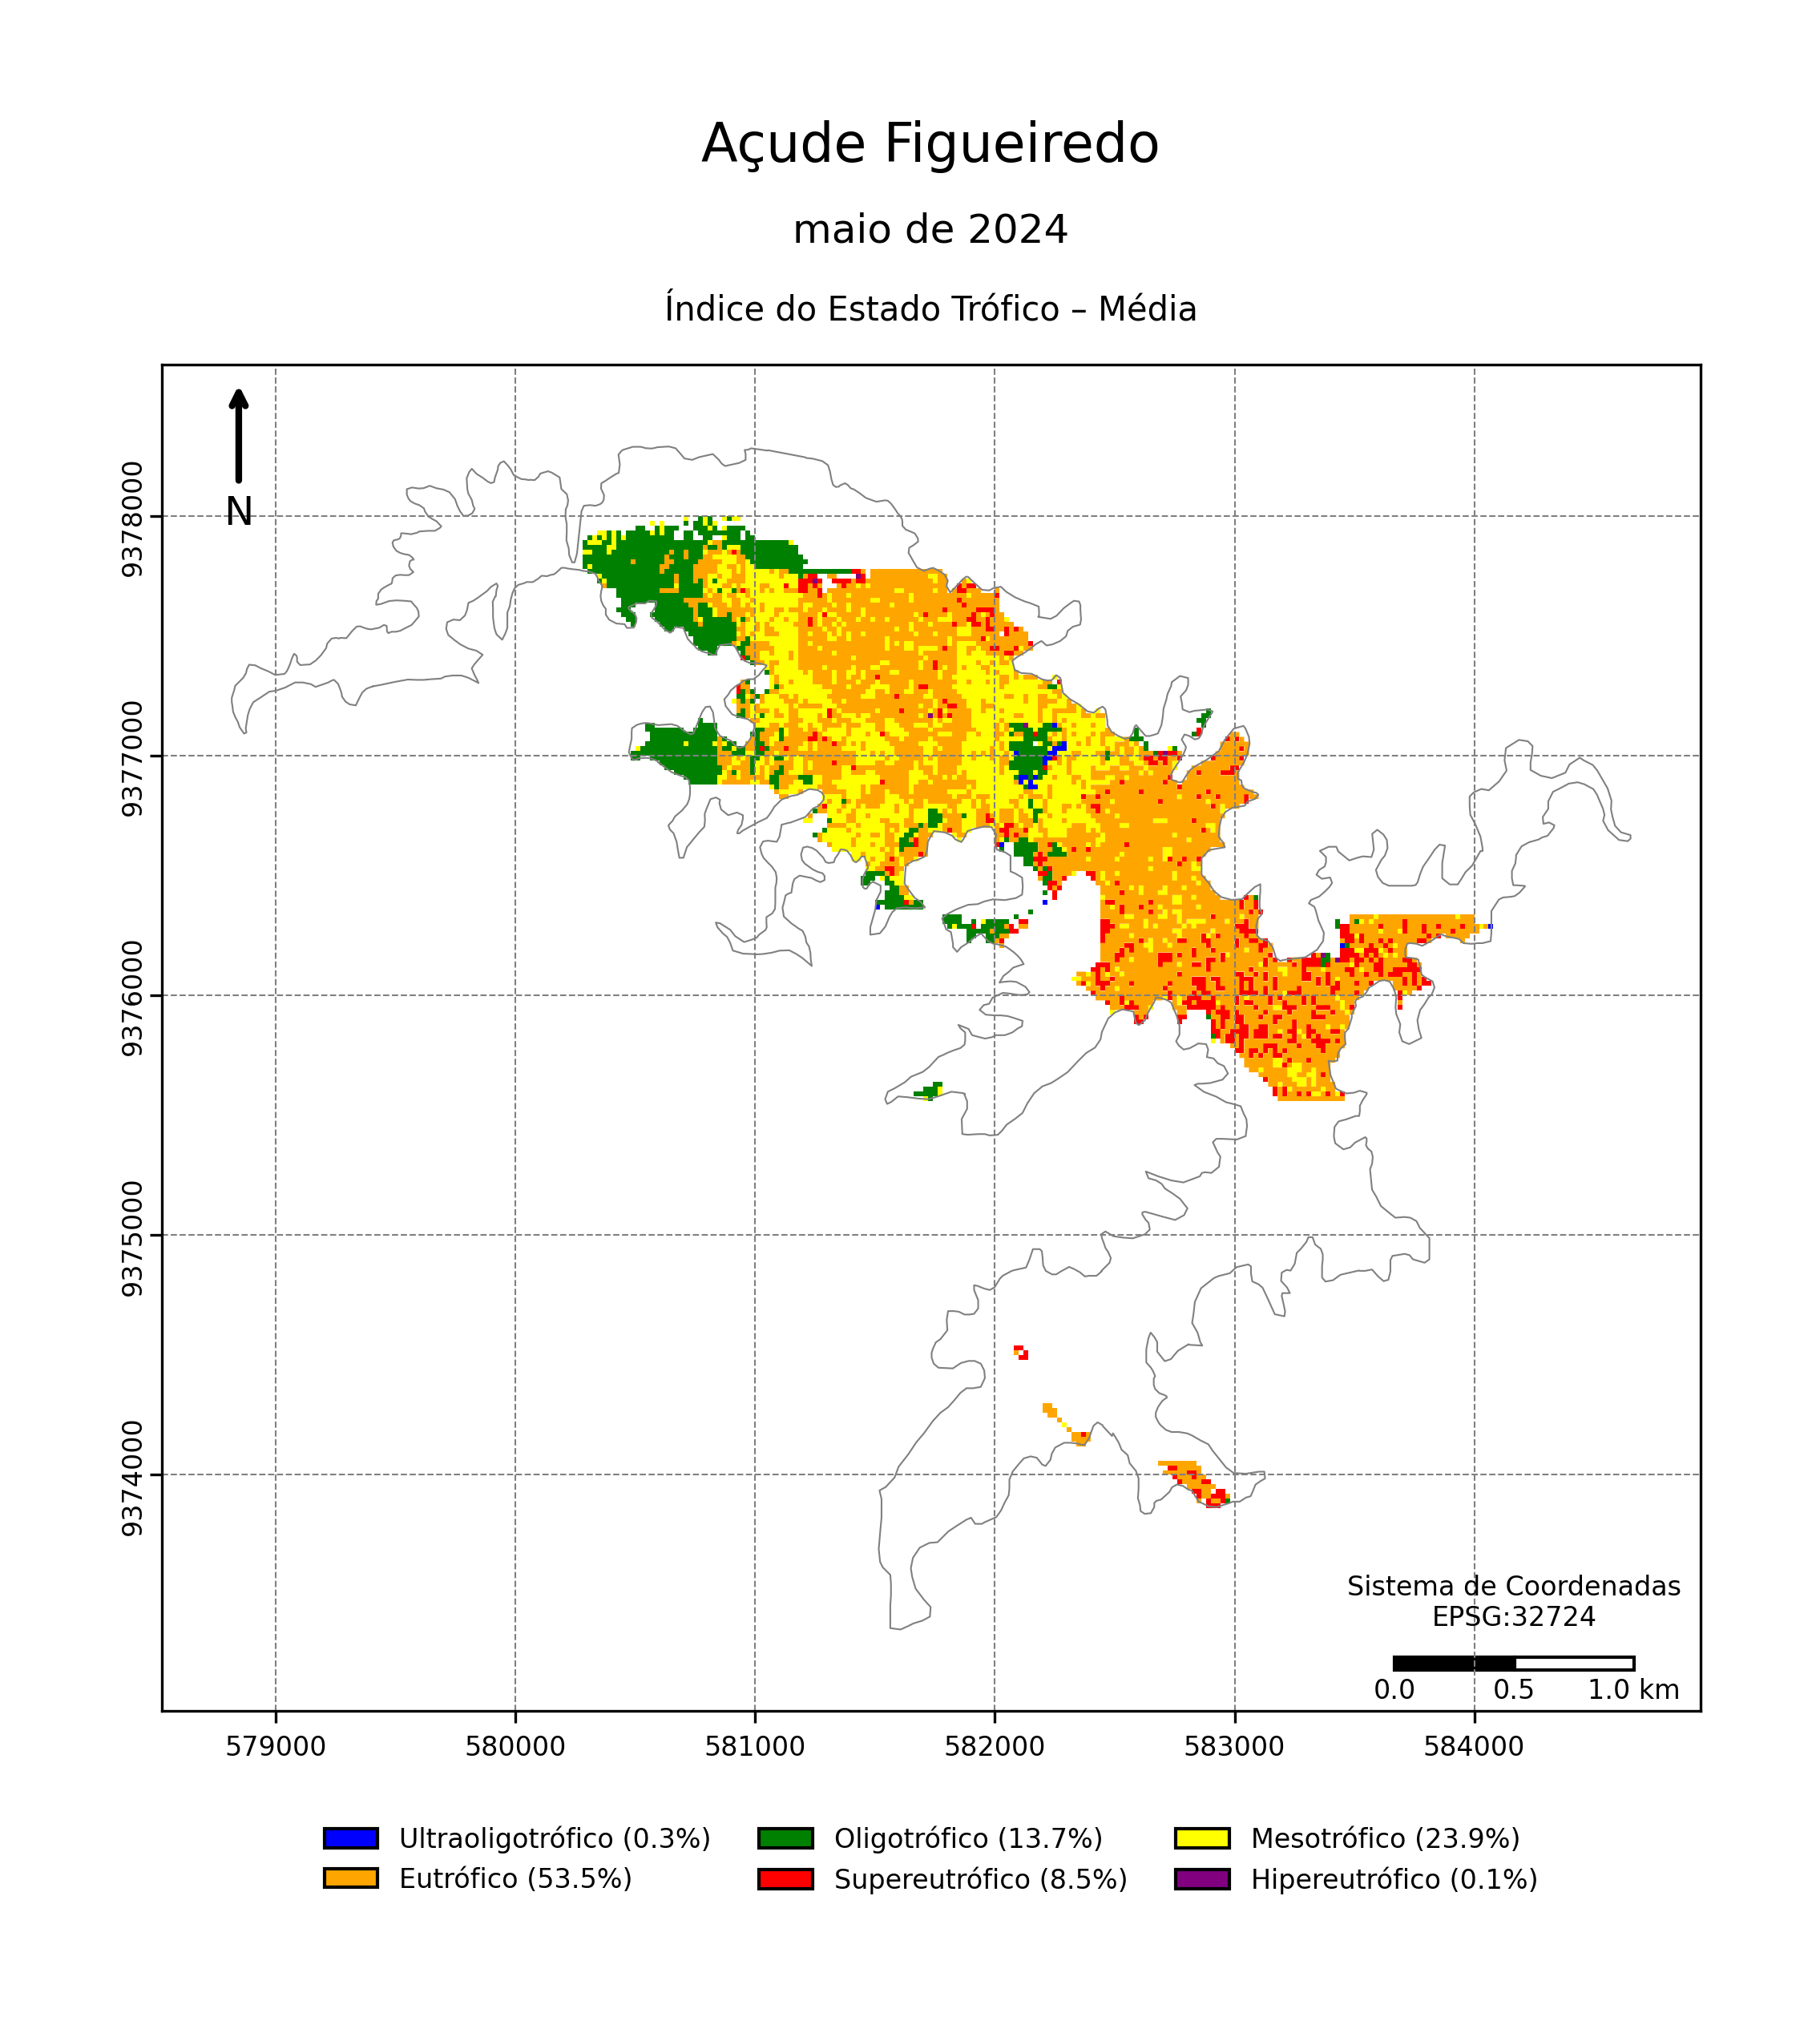 Açude Figueiredo
maio de 2024
Índice do Estado Trófico – Média
N
9378000
9377000
9376000
9375000
9374000
Sistema de Coordenadas
EPSG:32724
0.0 0.5 1.0 km
579000 580000 581000 582000 583000 584000
Ultraoligotrófico (0.3%) Oligotrófico (13.7%) Mesotrófico (23.9%)
Eutrófico (53.5%) Supereutrófico (8.5%) Hipereutrófico (0.1%)